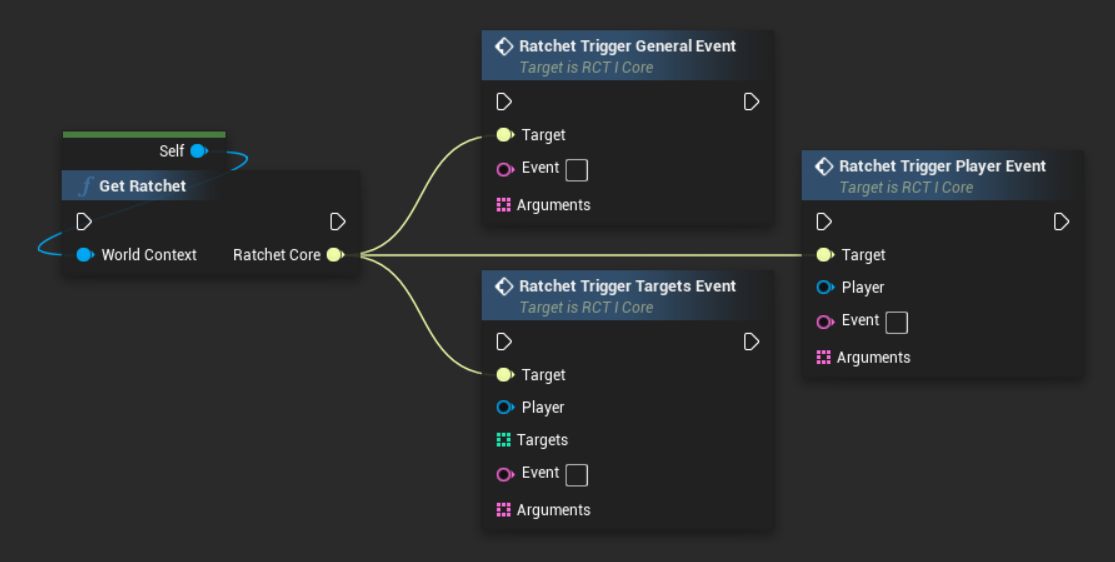 Self
Get Ratchet
World Context
Ratchet Core
Ratchet Trigger General Event
Target is RCT I Core
Target
Event
Arguments
Ratchet Trigger Targets Event
Target is RCT I Core
Target
Player
Targets
Event
Arguments
Ratchet Trigger Player Event
Target is RCT I Core
Target
Player
Event
Arguments